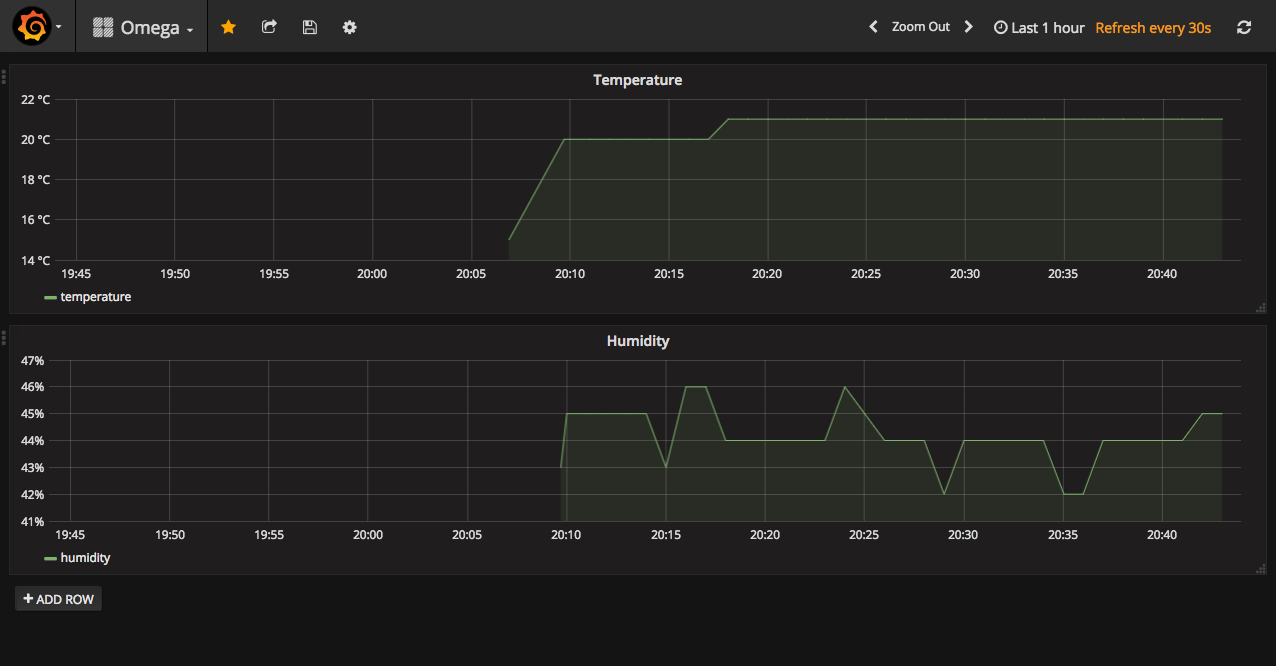 Omega Zoom Out Last 1 hour Refresh every 30s
Temperature
22 °C
20 °C
18 °C
16 °C
14 °C
19:45 19:50 19:55 20:00 20:05 20:10 20:15 20:20 20:25 20:30 20:35 20:40
temperature
Humidity
47%
46%
45%
44%
43%
42%
41%
19:45 19:50 19:55 20:00 20:05 20:10 20:15 20:20 20:25 20:30 20:35 20:40
humidity
+ ADD ROW